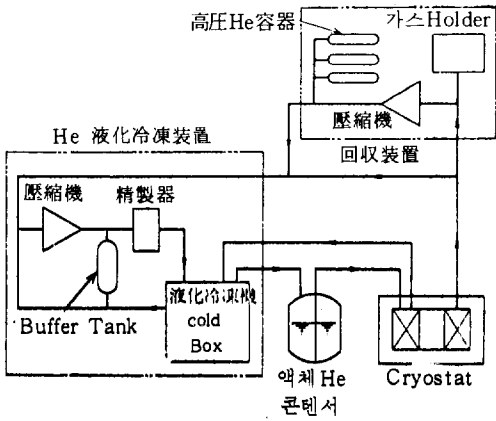 高圧He容器
가스Holder
壓縮機
回収装置
He 液化冷凍装置
壓縮機
精製器
Buffer Tank
液化冷凍機
cold
Box
액체 He
콘텐서
Cryostat